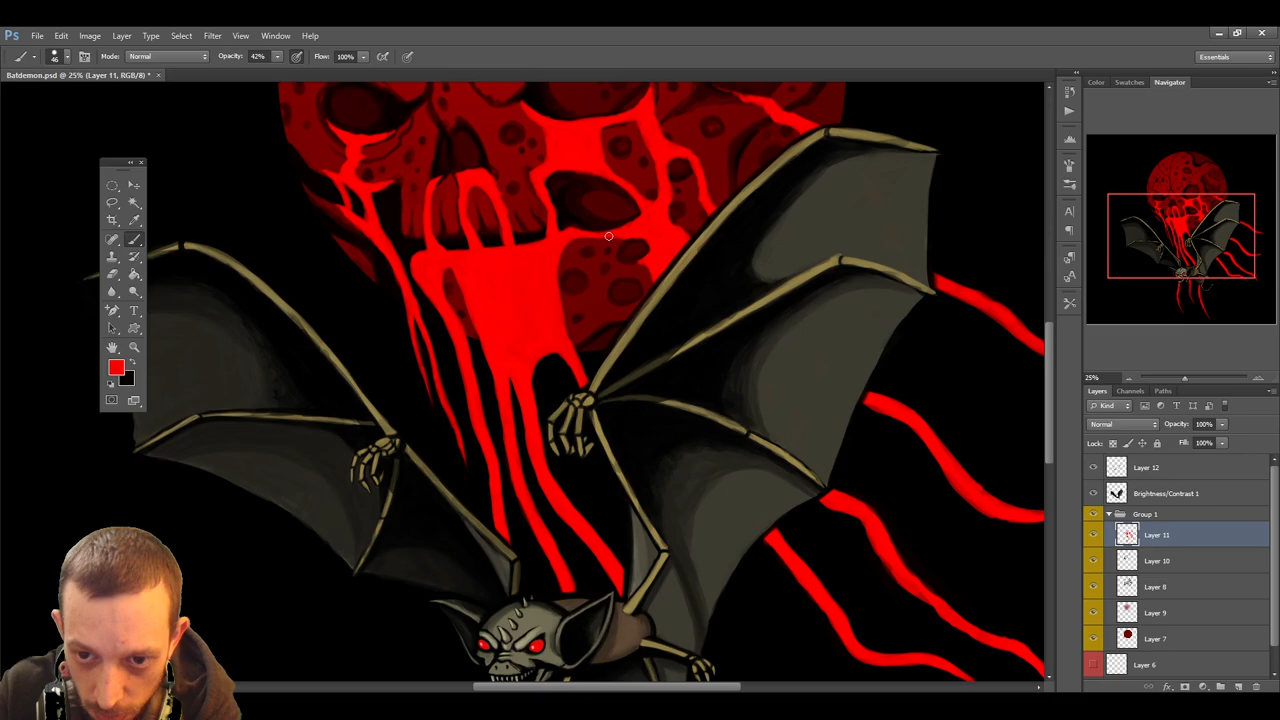 Ps File Edit Image Layer Type Select Filter View Window Help
46 Mode: Normal Opacity: 42% Flow: 100% Essentials
Batdemon.psd @ 25% (Layer 11, RGB/8) * ×
Color Swatches Navigator
25%
Layers Channels Paths
Kind
Normal Opacity: 100%
Lock: Fill: 100%
Layer 12
Brightness/Contrast 1
Group 1
Layer 11
Layer 10
Layer 8
Layer 9
Layer 7
Layer 6
fx